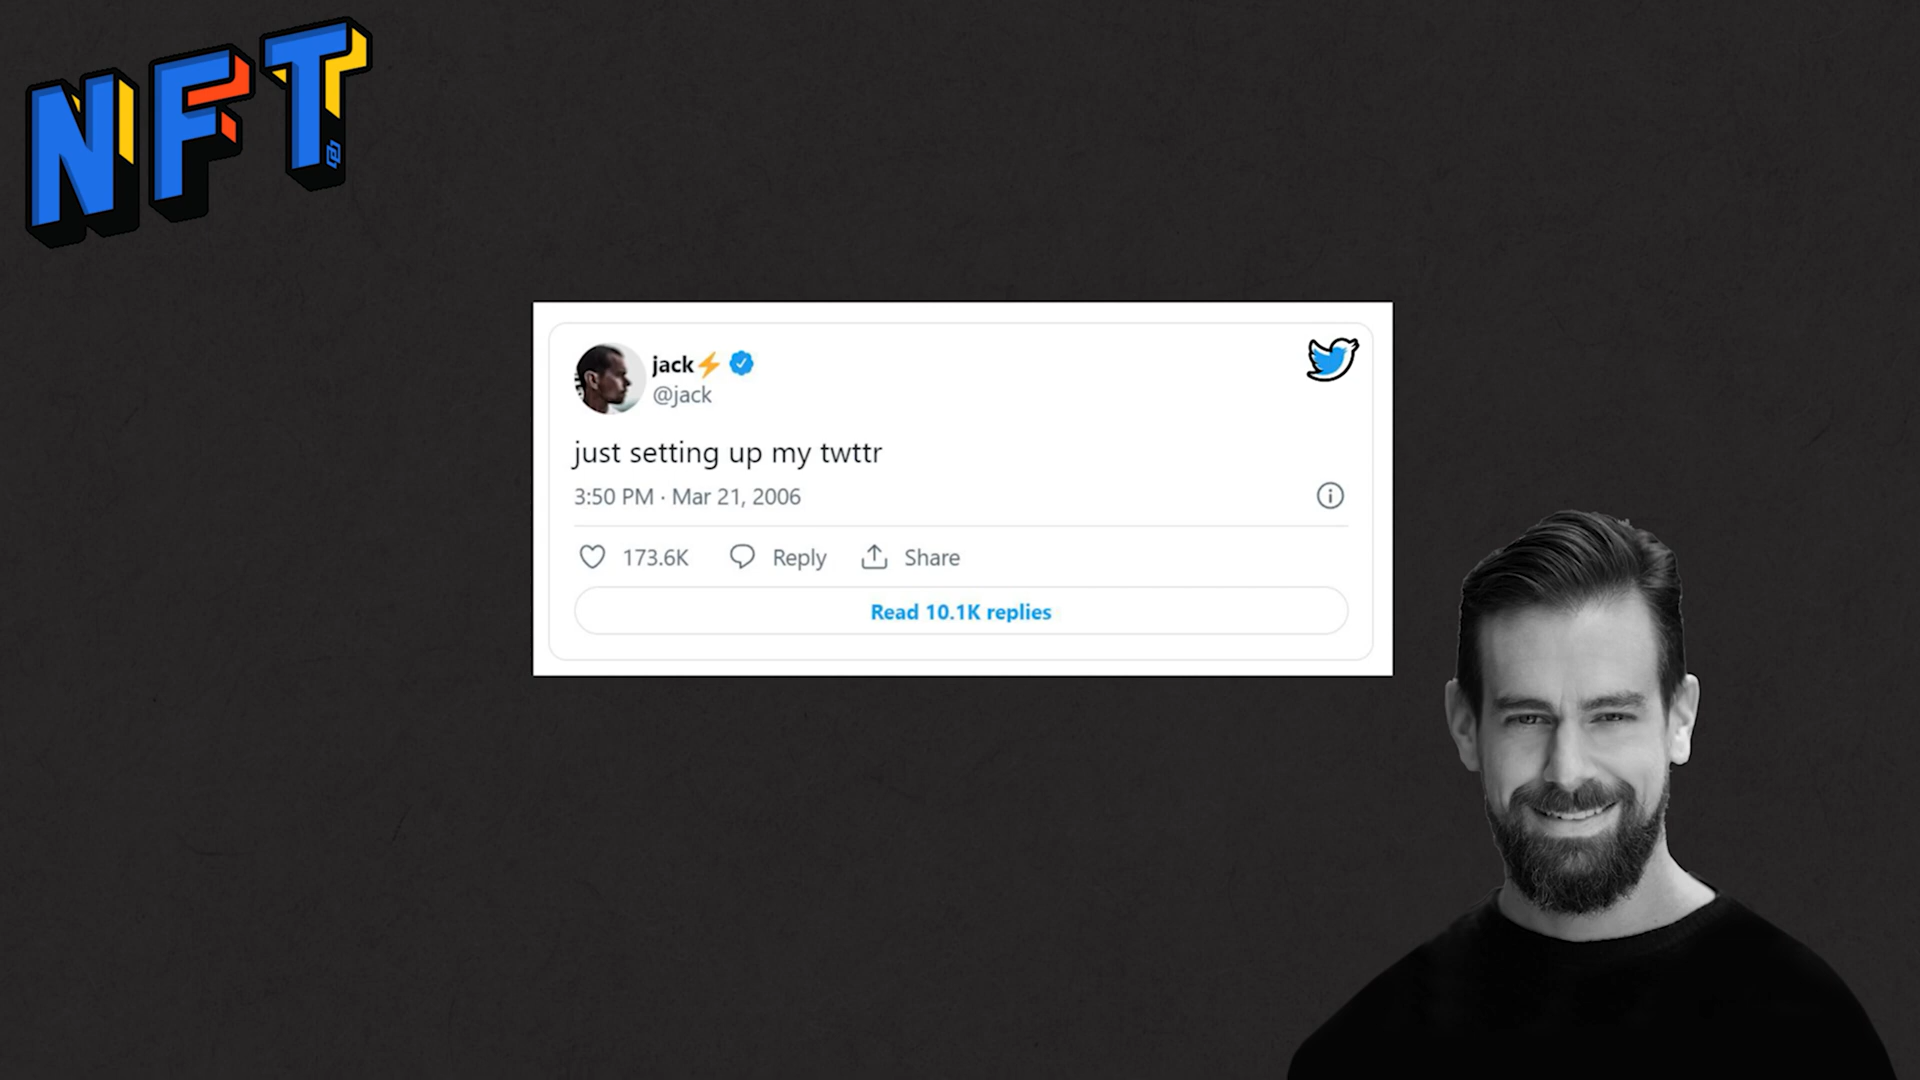 NFT
jack⚡
@jack
just setting up my twttr
3:50 PM · Mar 21, 2006
173.6K Reply Share
Read 10.1K replies